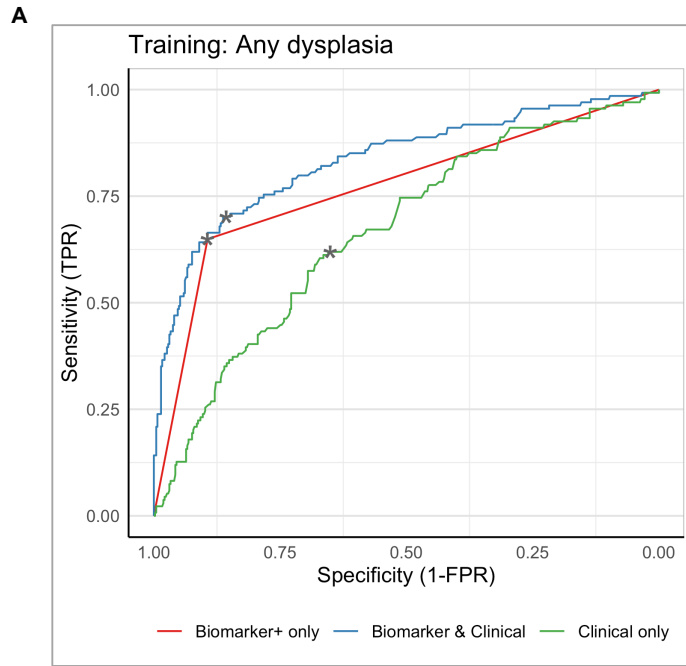 A
Training: Any dysplasia
Sensitivity (TPR)
1.00
0.75
0.50
0.25
0.00
1.00 0.75 0.50 0.25 0.00
Specificity (1-FPR)
Biomarker+ only Biomarker & Clinical Clinical only